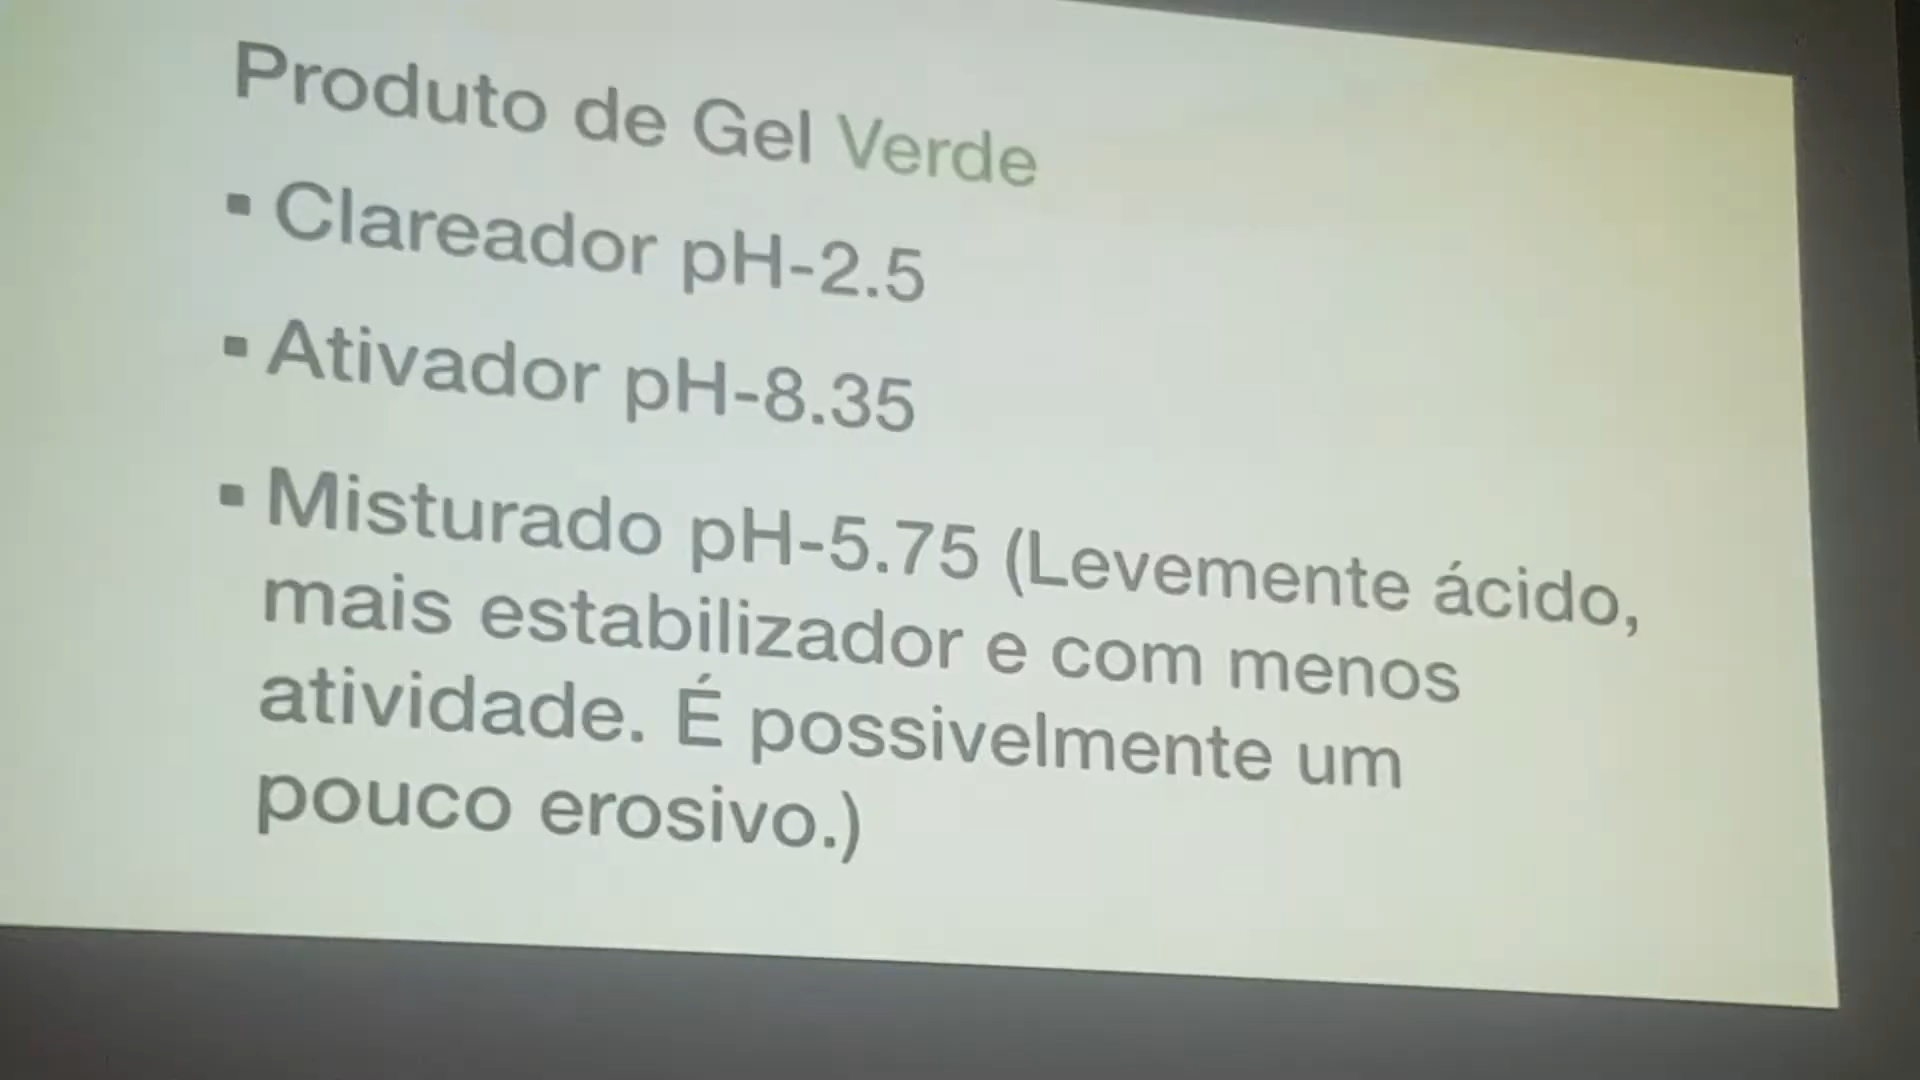 Produto de Gel Verde
▪ Clareador pH-2.5
▪ Ativador pH-8.35
▪ Misturado pH-5.75 (Levemente ácido,
mais estabilizador e com menos
atividade. É possivelmente um
pouco erosivo.)